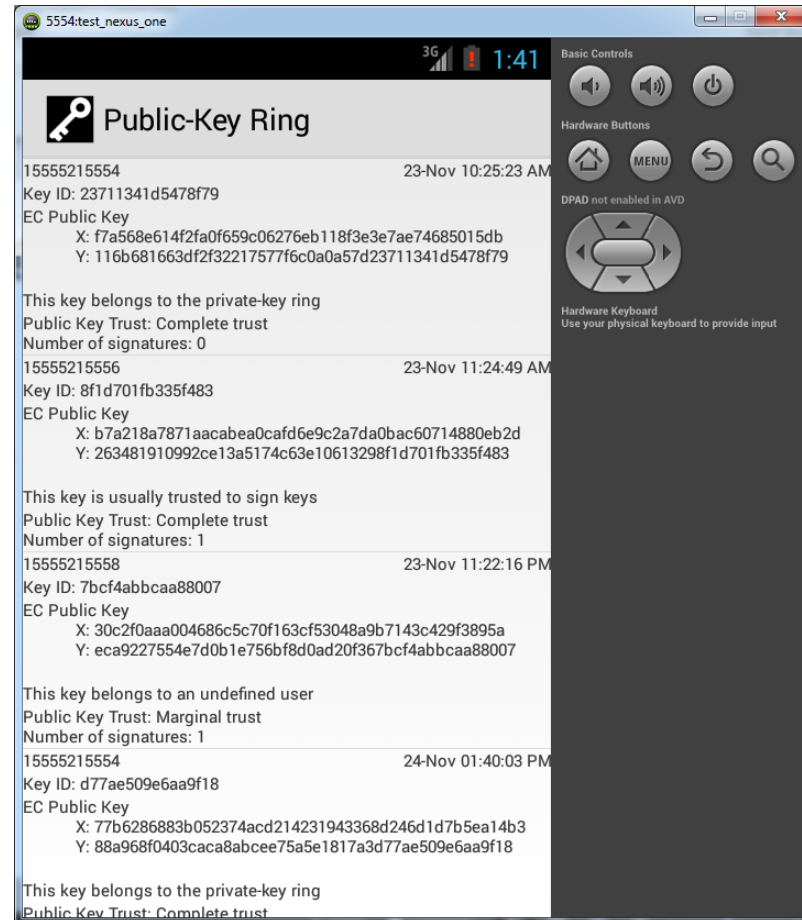 5554:test_nexus_one
3G 1:41
Public-Key Ring
15555215554 23-Nov 10:25:23 AM
Key ID: 23711341d5478f79
EC Public Key
X: f7a568e614f2fa0f659c06276eb118f3e3e7ae74685015db
Y: 116b681663df2f32217577f6c0a0a57d23711341d5478f79
This key belongs to the private-key ring
Public Key Trust: Complete trust
Number of signatures: 0
15555215556 23-Nov 11:24:49 AM
Key ID: 8f1d701fb335f483
EC Public Key
X: b7a218a7871aacabea0cafd6e9c2a7da0bac60714880eb2d
Y: 263481910992ce13a5174c63e10613298f1d701fb335f483
This key is usually trusted to sign keys
Public Key Trust: Complete trust
Number of signatures: 1
15555215558 23-Nov 11:22:16 PM
Key ID: 7bcf4abbcaa88007
EC Public Key
X: 30c2f0aaa004686c5c70f163cf53048a9b7143c429f3895a
Y: eca9227554e7d0b1e756bf8d0ad20f367bcf4abbcaa88007
This key belongs to an undefined user
Public Key Trust: Marginal trust
Number of signatures: 1
15555215554 24-Nov 01:40:03 PM
Key ID: d77ae509e6aa9f18
EC Public Key
X: 77b6286883b052374acd214231943368d246d1d7b5ea14b3
Y: 88a968f0403caca8abcee75a5e1817a3d77ae509e6aa9f18
This key belongs to the private-key ring
Public Key Trust: Complete trust
Basic Controls
Hardware Buttons
MENU
DPAD not enabled in AVD
Hardware Keyboard
Use your physical keyboard to provide input